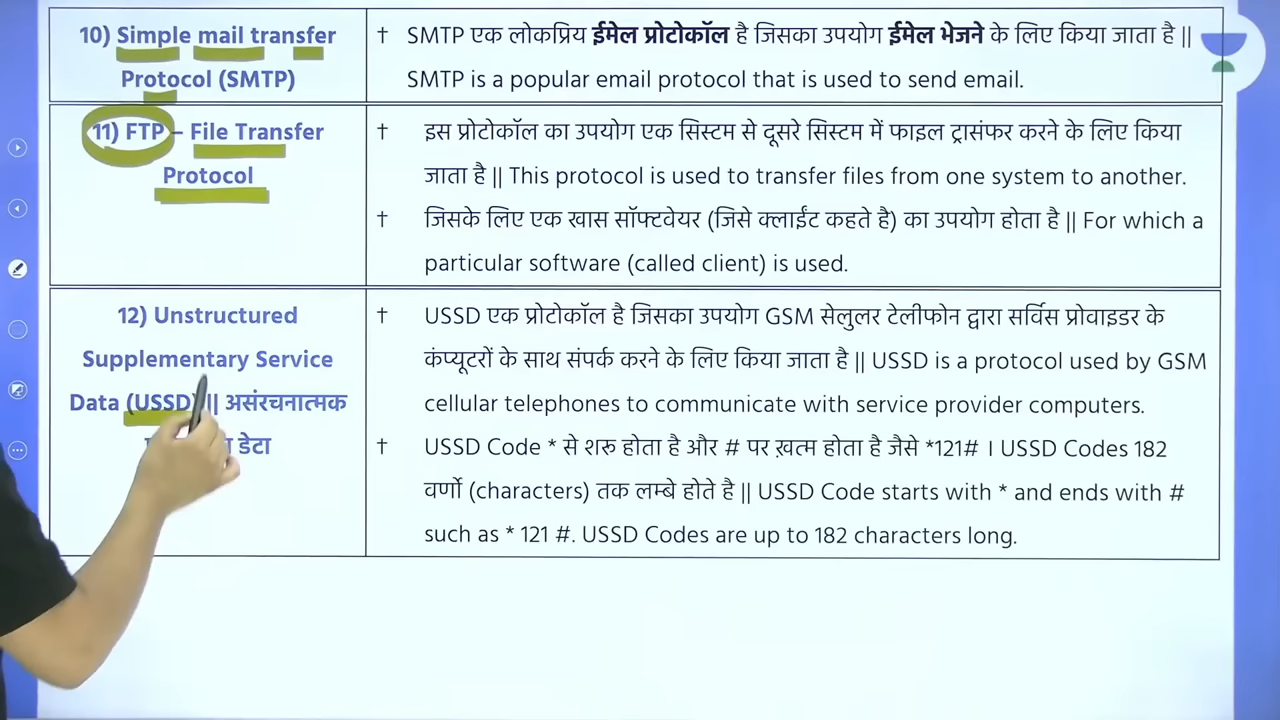 10) Simple mail transfer
Protocol (SMTP)
† SMTP एक लोकप्रिय ईमेल प्रोटोकॉल है जिसका उपयोग ईमेल भेजने के लिए किया जाता है ||
SMTP is a popular email protocol that is used to send email.
11) FTP – File Transfer
Protocol
† इस प्रोटोकॉल का उपयोग एक सिस्टम से दूसरे सिस्टम में फाइल ट्रासंफर करने के लिए किया
जाता है || This protocol is used to transfer files from one system to another.
† जिसके लिए एक खास सॉफ्टवेयर (जिसे क्लाईंट कहते है) का उपयोग होता है || For which a
particular software (called client) is used.
12) Unstructured
Supplementary Service
Data (USSD) || असंरचनात्मक
डेटा
† USSD एक प्रोटोकॉल है जिसका उपयोग GSM सेलुलर टेलीफोन द्वारा सर्विस प्रोवाइडर के
कंप्यूटरों के साथ संपर्क करने के लिए किया जाता है || USSD is a protocol used by GSM
cellular telephones to communicate with service provider computers.
† USSD Code * से शरू होता है और # पर ख़त्म होता है जैसे *121# । USSD Codes 182
वर्णो (characters) तक लम्बे होते है || USSD Code starts with * and ends with #
such as * 121 #. USSD Codes are up to 182 characters long.